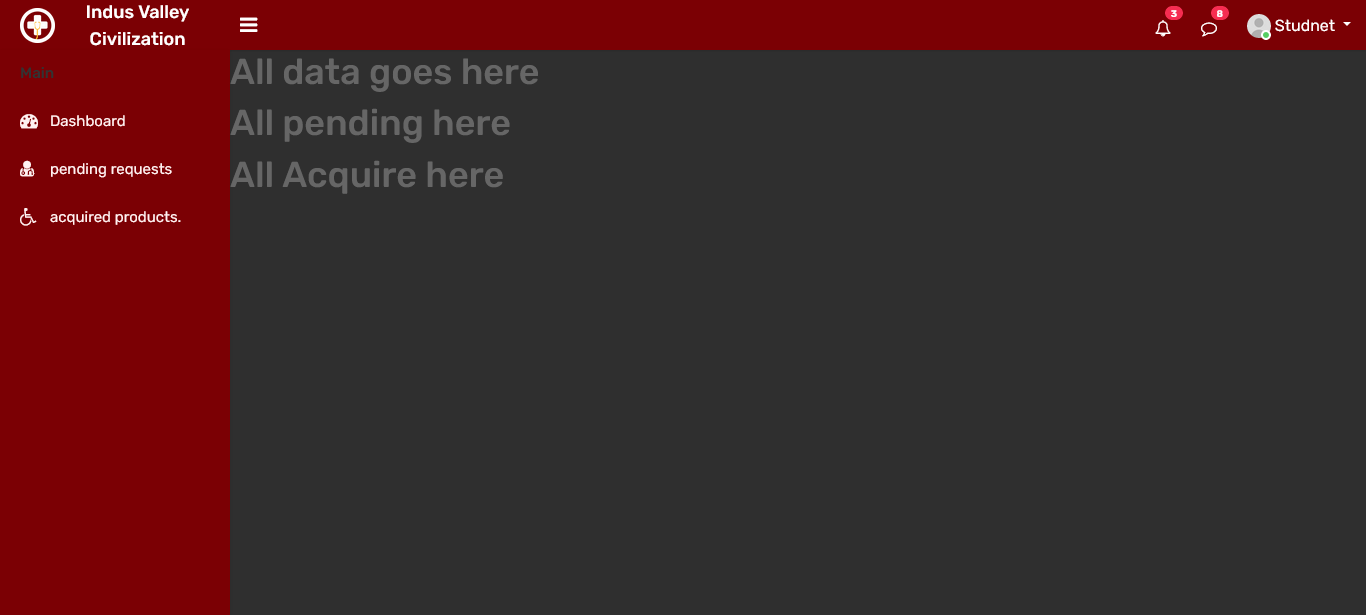 Indus Valley
Civilization
3
8
Studnet
Main
Dashboard
pending requests
acquired products.
All data goes here
All pending here
All Acquire here